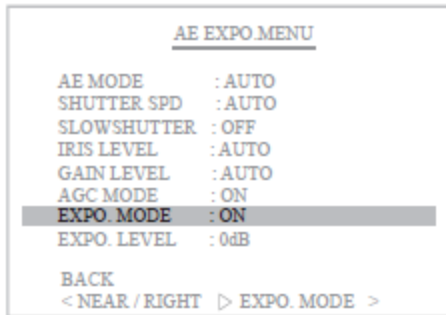 AE EXPO.MENU
AE MODE : AUTO
SHUTTER SPD : AUTO
SLOWSHUTTER : OFF
IRIS LEVEL : AUTO
GAIN LEVEL : AUTO
AGC MODE : ON
EXPO. MODE : ON
EXPO. LEVEL : 0dB
BACK
< NEAR / RIGHT ▷ EXPO. MODE >